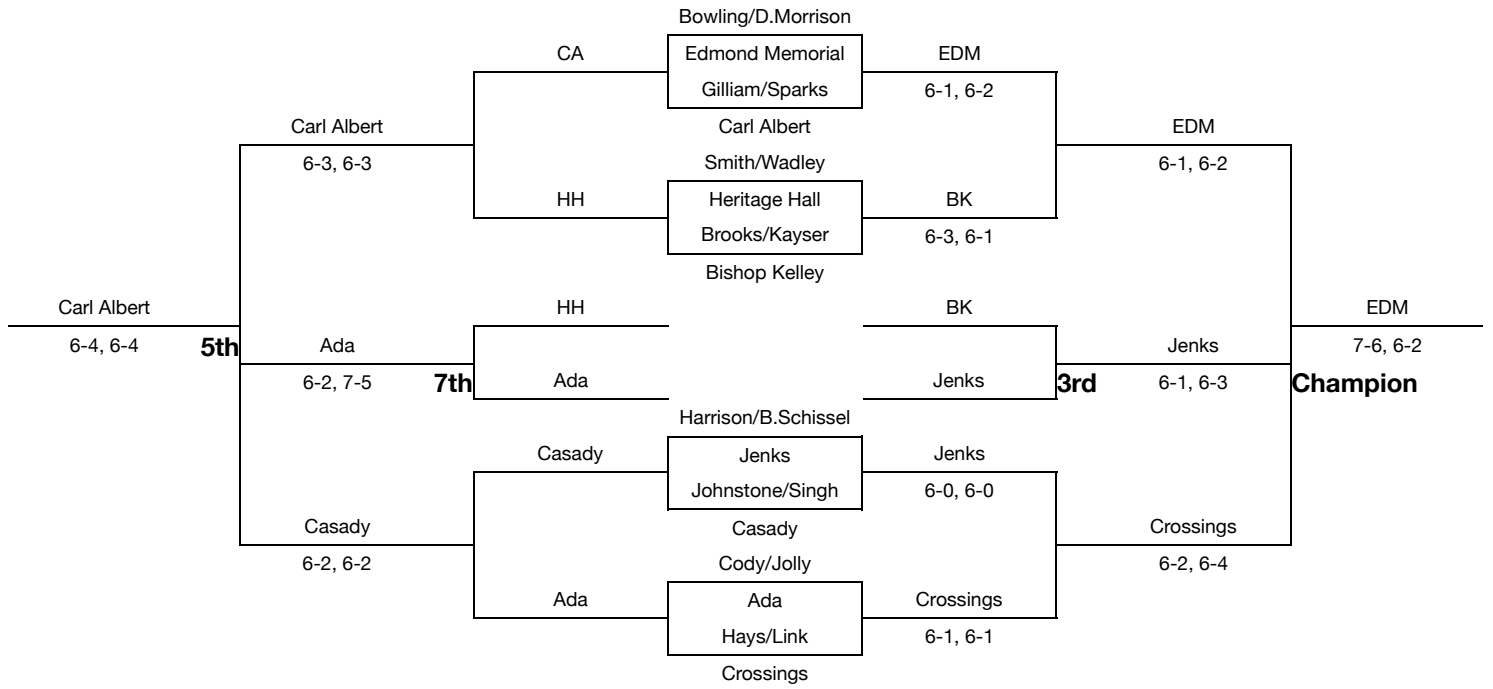 Bowling/D.Morrison
CA
Edmond Memorial
EDM
Gilliam/Sparks
6-1, 6-2
Carl Albert
Carl Albert
EDM
6-3, 6-3
Smith/Wadley
6-1, 6-2
HH
Heritage Hall
BK
Brooks/Kayser
6-3, 6-1
Bishop Kelley
Carl Albert
HH
BK
EDM
6-4, 6-4
5th
Ada
Jenks
7-6, 6-2
6-2, 7-5
7th
Ada
Jenks
3rd
6-1, 6-3
Champion
Harrison/B.Schissel
Casady
Jenks
Jenks
Johnstone/Singh
6-0, 6-0
Casady
Casady
Crossings
6-2, 6-2
Cody/Jolly
6-2, 6-4
Ada
Ada
Crossings
Hays/Link
6-1, 6-1
Crossings